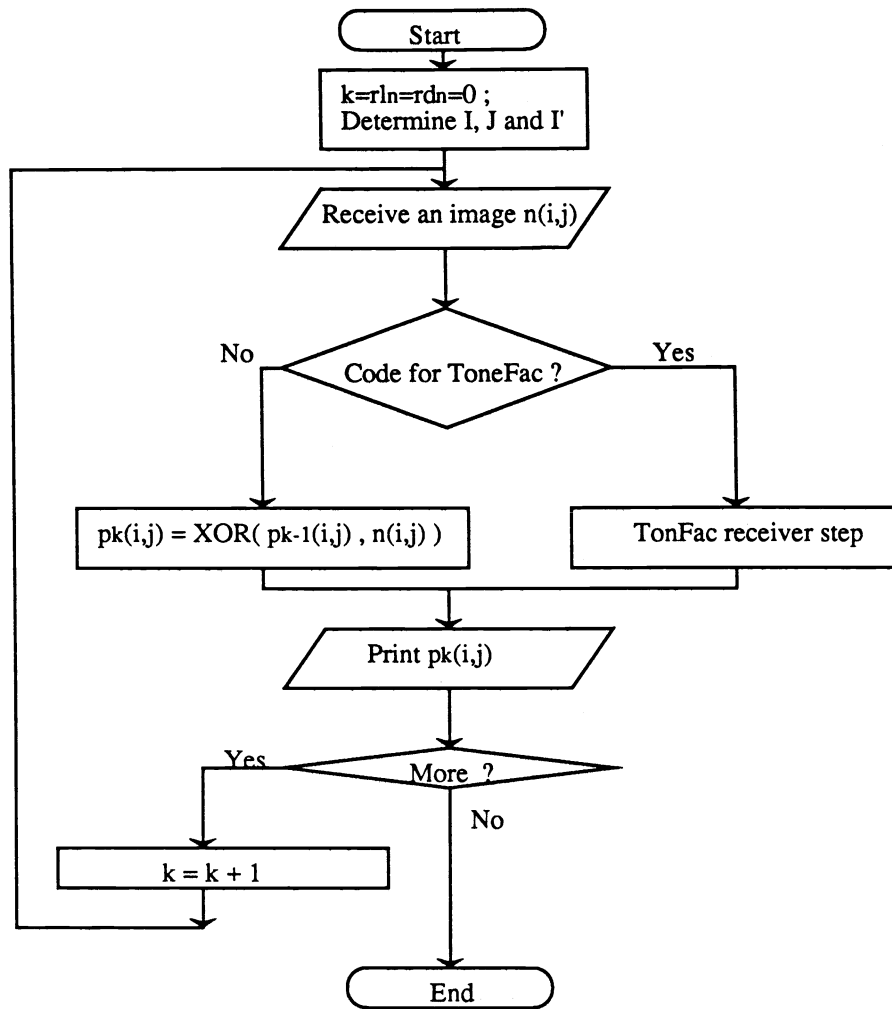 Start
k=rln=rdn=0 ;
Determine I, J and I'
Receive an image n(i,j)
No
Yes
Code for ToneFac ?
pk(i,j) = XOR( pk-1(i,j) , n(i,j) )
TonFac receiver step
Print pk(i,j)
Yes
More ?
No
k = k + 1
End